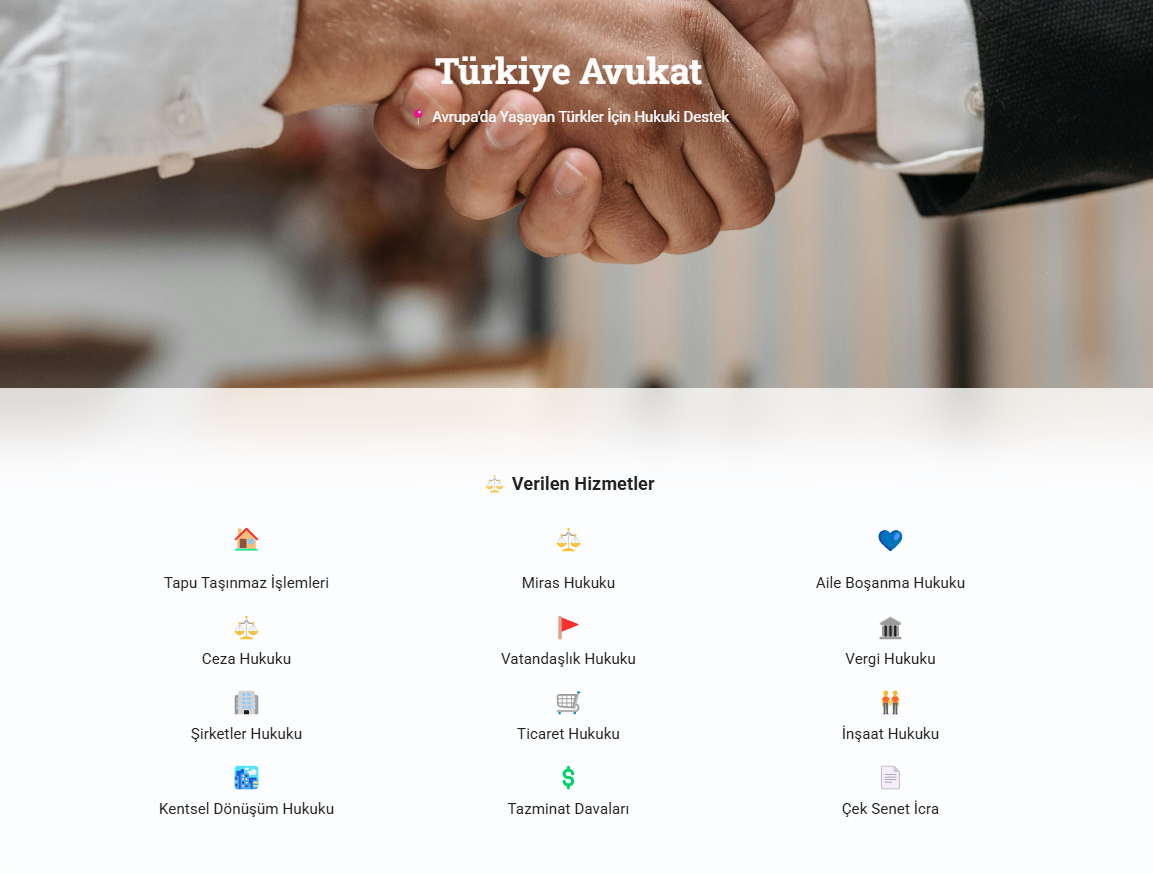 Türkiye Avukat
Avrupa'da Yaşayan Türkler İçin Hukuki Destek
Verilen Hizmetler
Tapu Taşınmaz İşlemleri
Miras Hukuku
Aile Boşanma Hukuku
Ceza Hukuku
Vatandaşlık Hukuku
Vergi Hukuku
Şirketler Hukuku
Ticaret Hukuku
İnşaat Hukuku
Kentsel Dönüşüm Hukuku
Tazminat Davaları
Çek Senet İcra